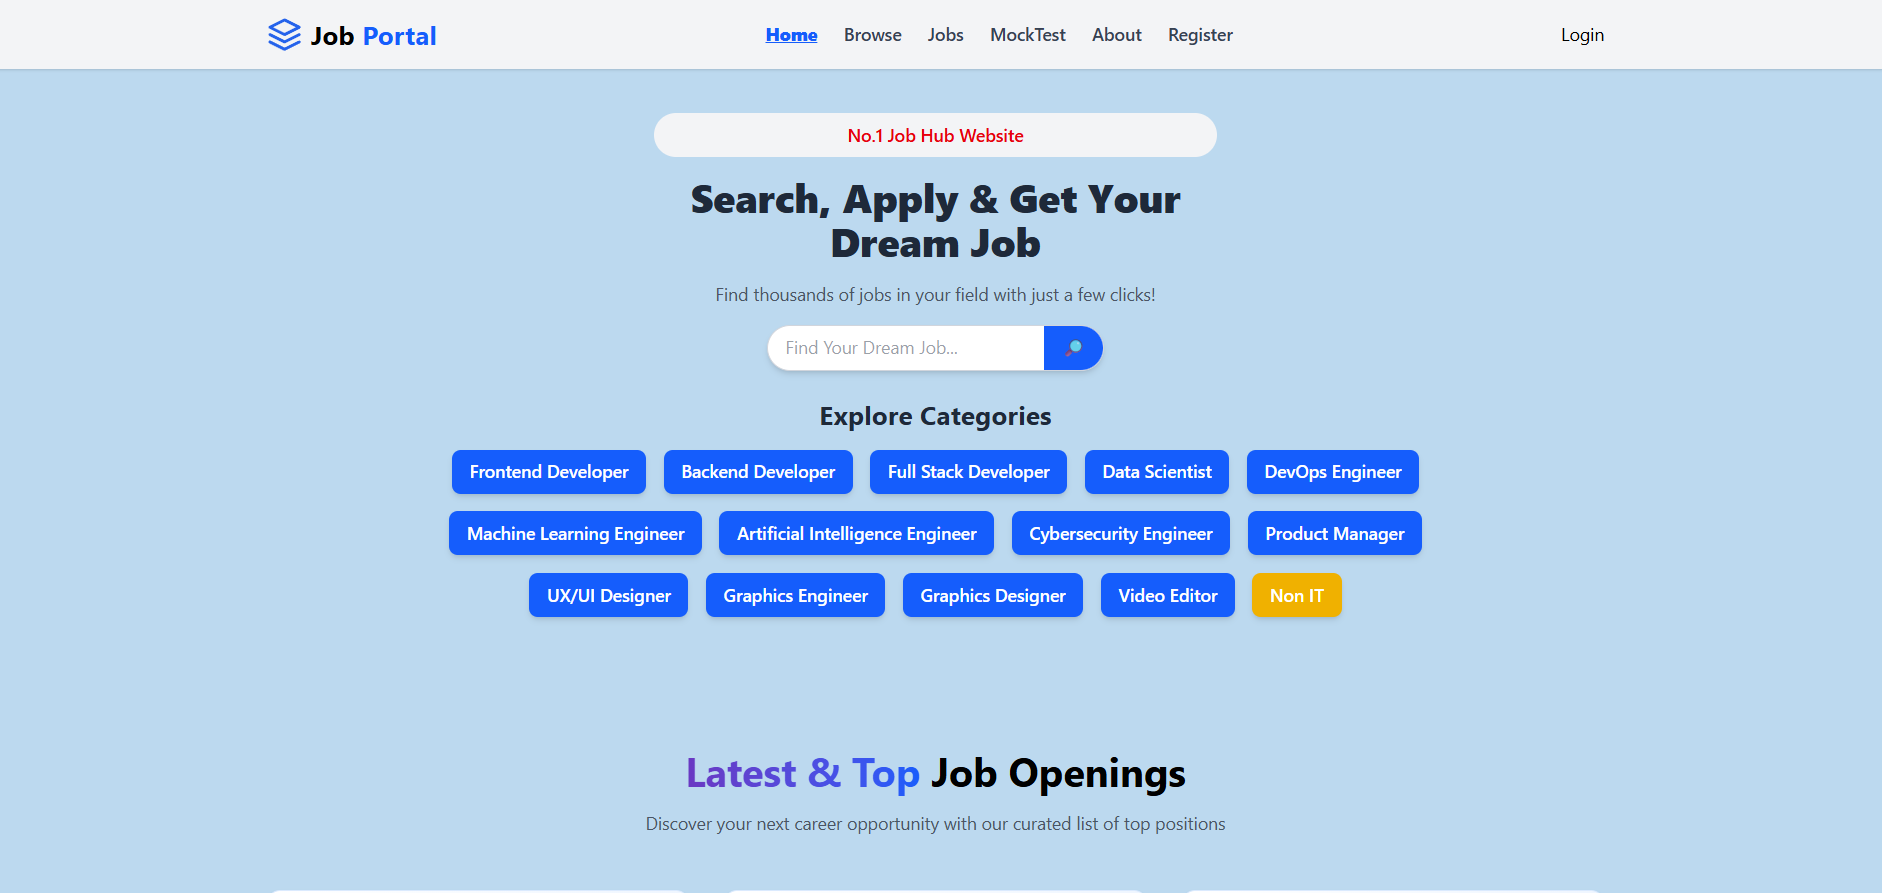 Job Portal
Home Browse Jobs MockTest About Register
Login
No.1 Job Hub Website
Search, Apply & Get Your
Dream Job
Find thousands of jobs in your field with just a few clicks!
Find Your Dream Job...
Explore Categories
Frontend Developer Backend Developer Full Stack Developer Data Scientist DevOps Engineer
Machine Learning Engineer Artificial Intelligence Engineer Cybersecurity Engineer Product Manager
UX/UI Designer Graphics Engineer Graphics Designer Video Editor Non IT
Latest & Top Job Openings
Discover your next career opportunity with our curated list of top positions